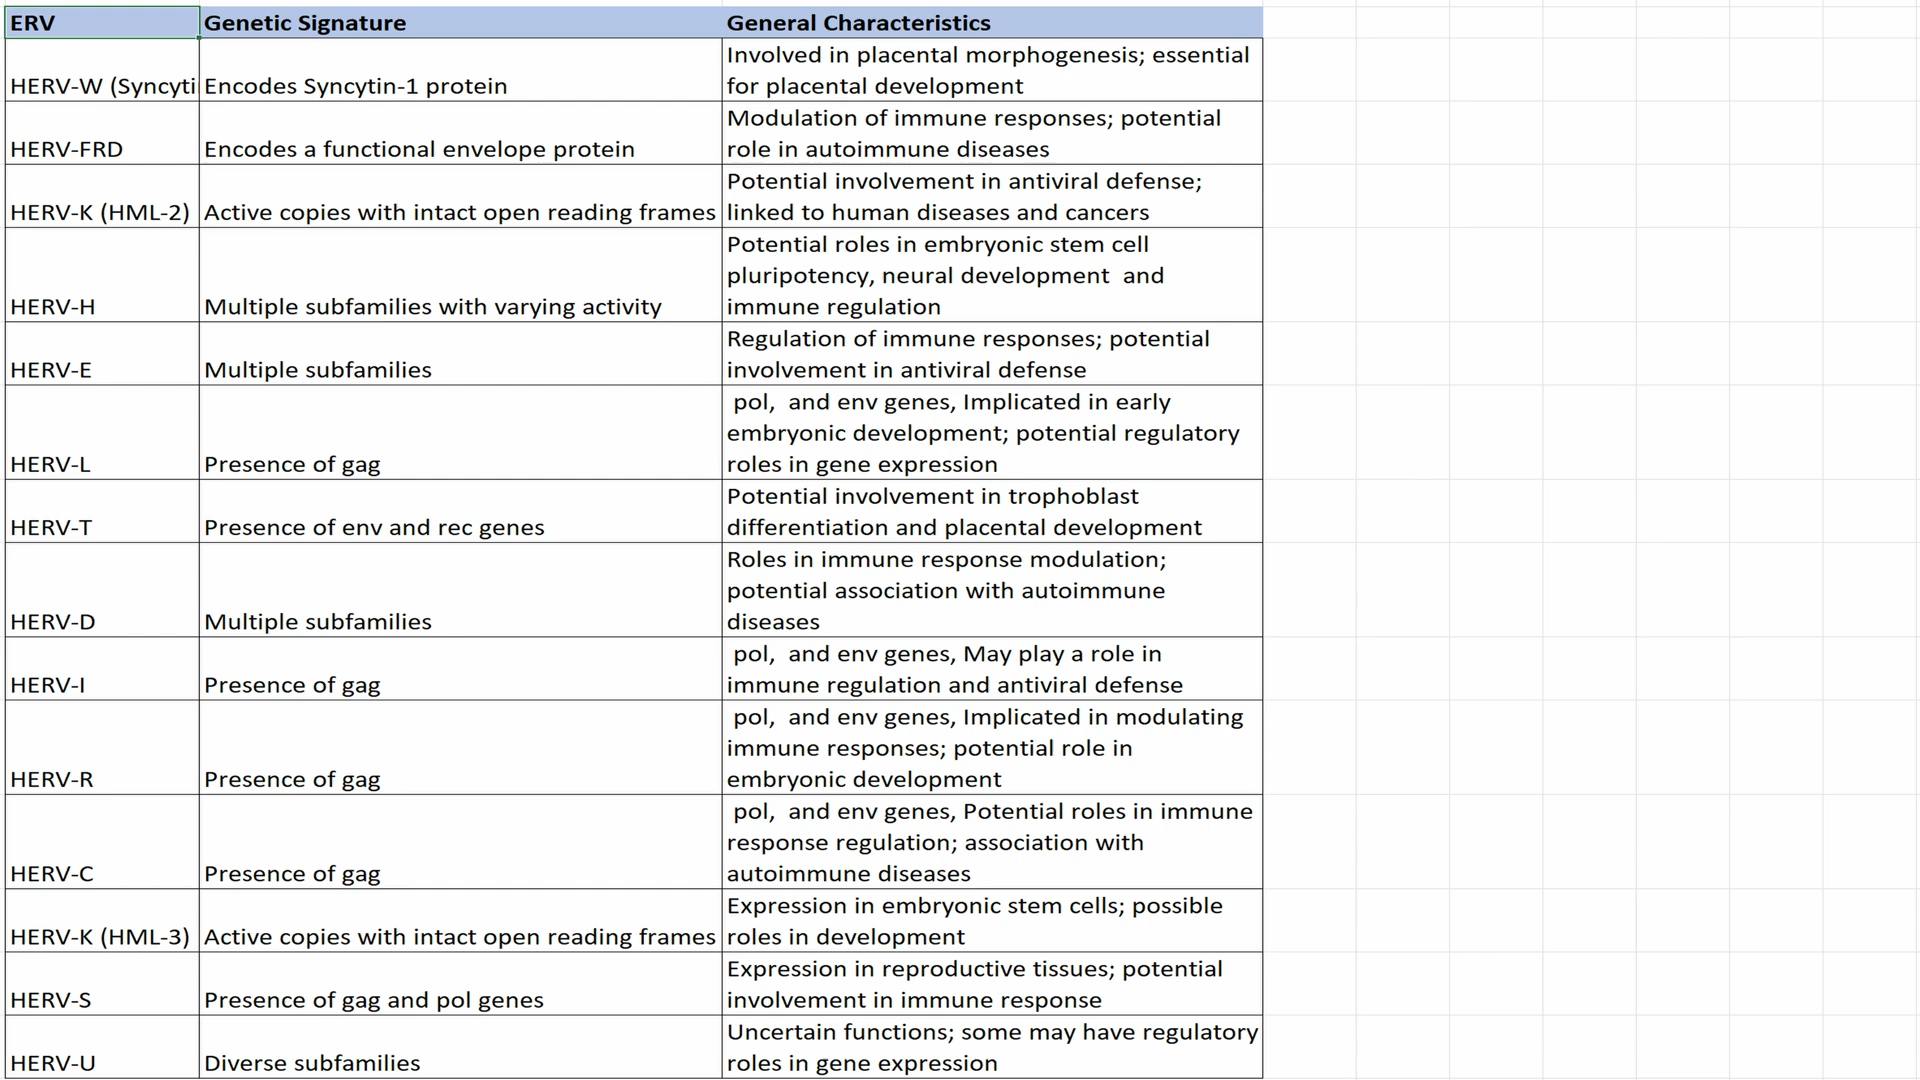 ERV Genetic Signature General Characteristics
HERV-W (Syncyti Encodes Syncytin-1 protein Involved in placental morphogenesis; essential
for placental development
HERV-FRD Encodes a functional envelope protein Modulation of immune responses; potential
role in autoimmune diseases
HERV-K (HML-2) Active copies with intact open reading frames Potential involvement in antiviral defense;
linked to human diseases and cancers
HERV-H Multiple subfamilies with varying activity Potential roles in embryonic stem cell
pluripotency, neural development  and
immune regulation
HERV-E Multiple subfamilies Regulation of immune responses; potential
involvement in antiviral defense
HERV-L Presence of gag  pol,  and env genes, Implicated in early
embryonic development; potential regulatory
roles in gene expression
HERV-T Presence of env and rec genes Potential involvement in trophoblast
differentiation and placental development
HERV-D Multiple subfamilies Roles in immune response modulation;
potential association with autoimmune
diseases
HERV-I Presence of gag  pol,  and env genes, May play a role in
immune regulation and antiviral defense
HERV-R Presence of gag  pol,  and env genes, Implicated in modulating
immune responses; potential role in
embryonic development
HERV-C Presence of gag  pol,  and env genes, Potential roles in immune
response regulation; association with
autoimmune diseases
HERV-K (HML-3) Active copies with intact open reading frames Expression in embryonic stem cells; possible
roles in development
HERV-S Presence of gag and pol genes Expression in reproductive tissues; potential
involvement in immune response
HERV-U Diverse subfamilies Uncertain functions; some may have regulatory
roles in gene expression